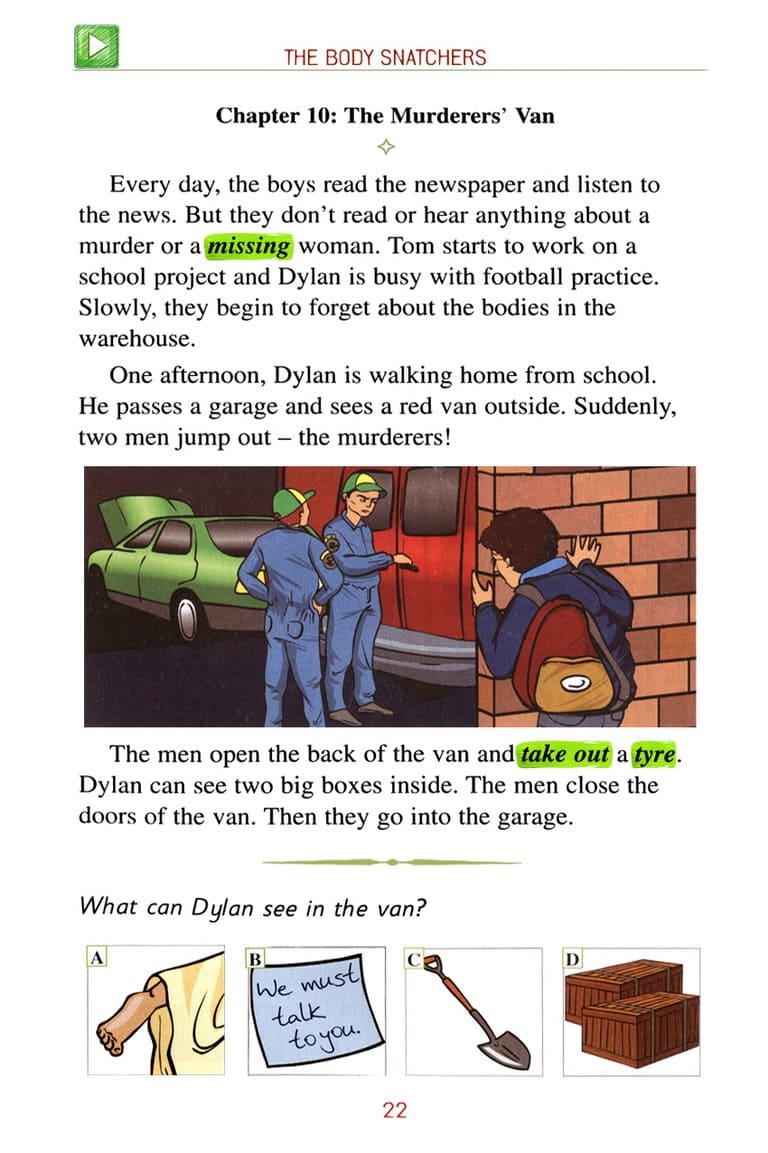 THE BODY SNATCHERS
Chapter 10: The Murderers’ Van
Every day, the boys read the newspaper and listen to
the news. But they don’t read or hear anything about a
murder or a missing woman. Tom starts to work on a
school project and Dylan is busy with football practice.
Slowly, they begin to forget about the bodies in the
warehouse.
One afternoon, Dylan is walking home from school.
He passes a garage and sees a red van outside. Suddenly,
two men jump out – the murderers!
The men open the back of the van and take out a tyre.
Dylan can see two big boxes inside. The men close the
doors of the van. Then they go into the garage.
What can Dylan see in the van?
A
B
We must
talk
to you.
C
D
22